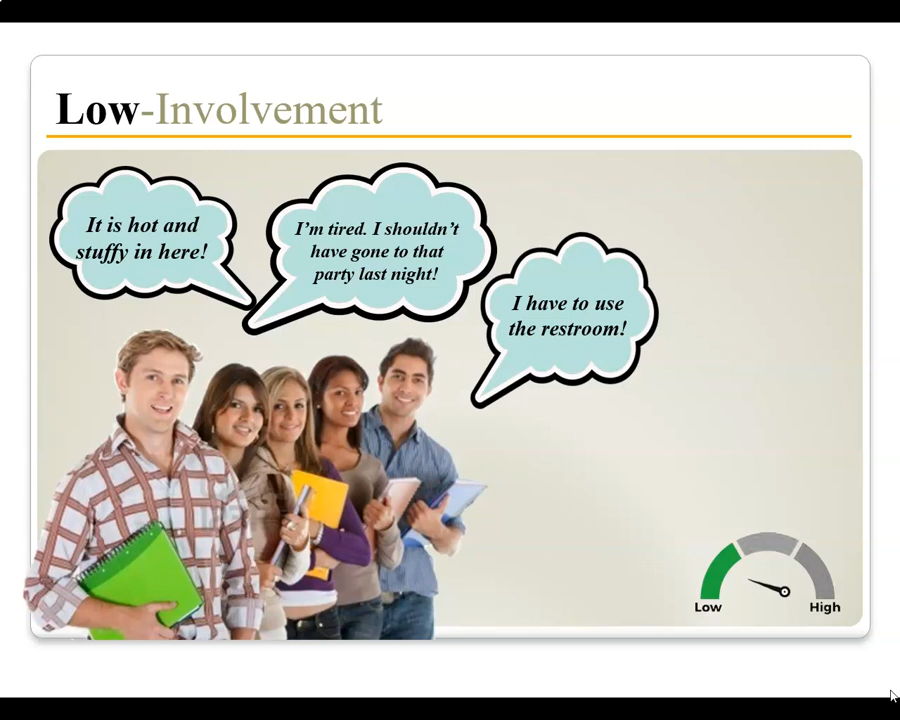 Low-Involvement
It is hot and
stuffy in here!
I'm tired. I shouldn't
have gone to that
party last night!
I have to use
the restroom!
Low
High